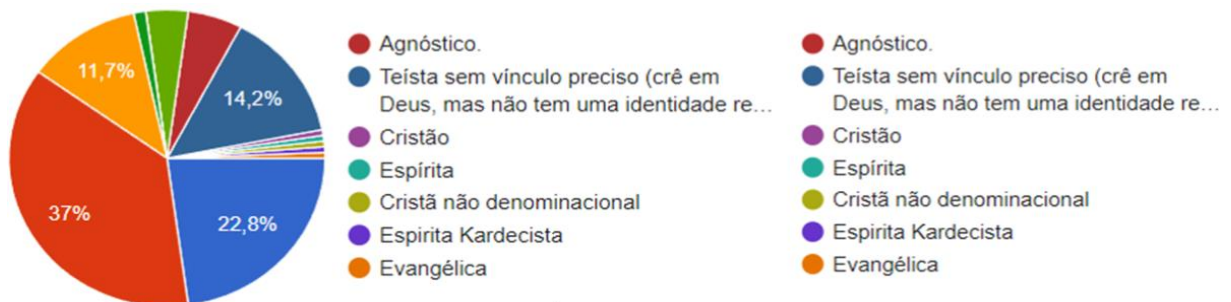 11,7%
14,2%
37%
22,8%
Agnóstico.
Teísta sem vínculo preciso (crê em
Deus, mas não tem uma identidade re...
Cristão
Espírita
Cristã não denominacional
Espirita Kardecista
Evangélica
Agnóstico.
Teísta sem vínculo preciso (crê em
Deus, mas não tem uma identidade re...
Cristão
Espírita
Cristã não denominacional
Espirita Kardecista
Evangélica